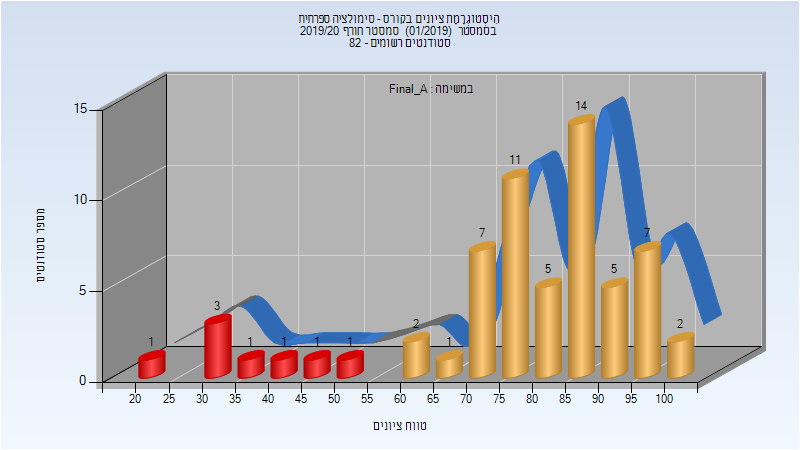 היסטוגרמת ציונים בקורס - סימולציה ספרתית
בסמסטר (01/2019) סמסטר חורף 2019/20
סטודנטים רשומים - 82
במשימה : Final_A
מספר סטודנטים
15
10
5
0
1
3
1
1
1
1
2
1
7
11
5
14
5
7
2
20 25 30 35 40 45 50 55 60 65 70 75 80 85 90 95 100
טווח ציונים